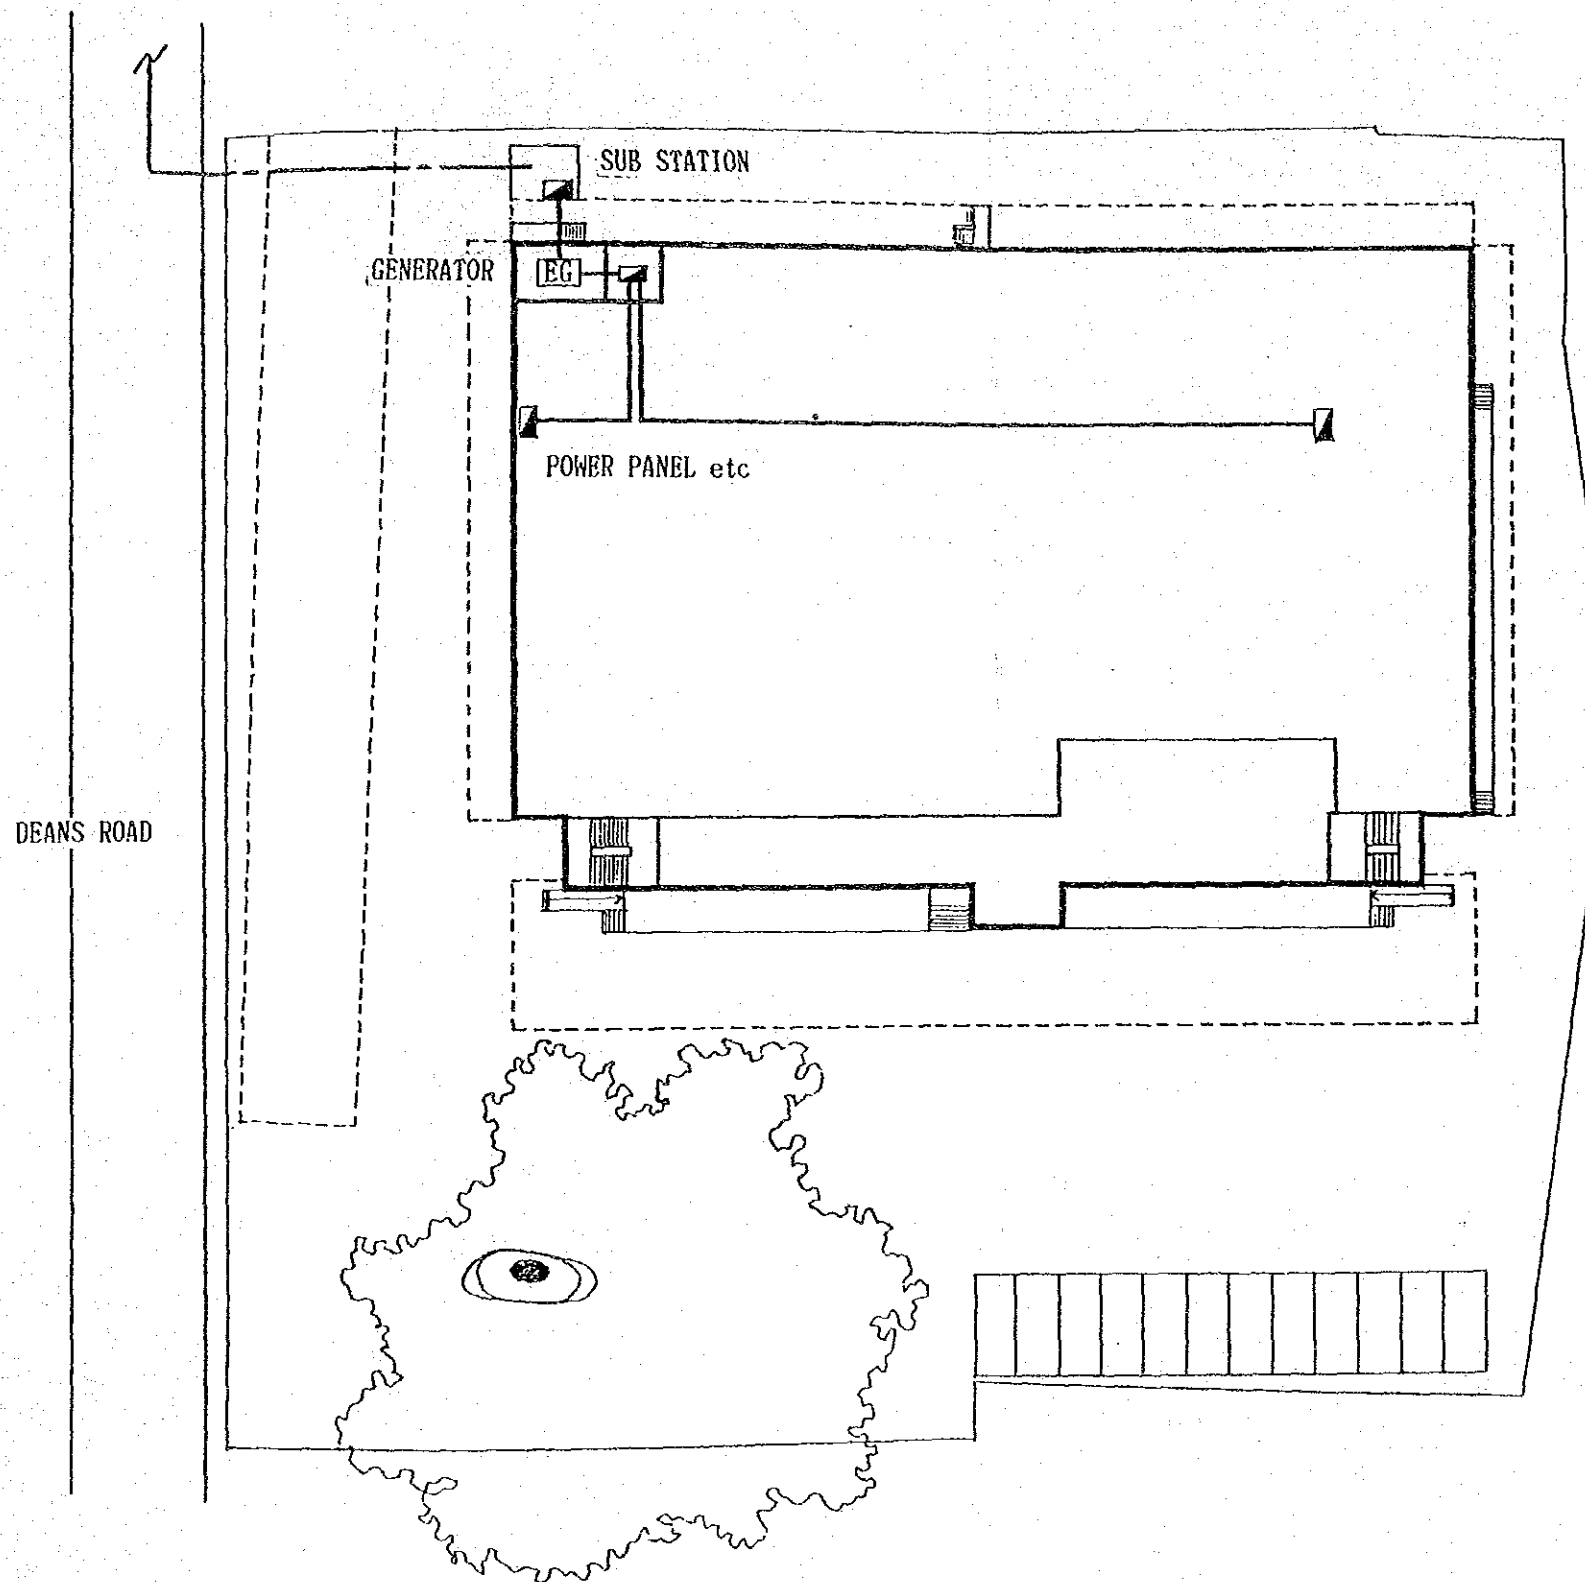 SUB STATION
GENERATOR
EG
POWER PANEL etc
DEANS ROAD